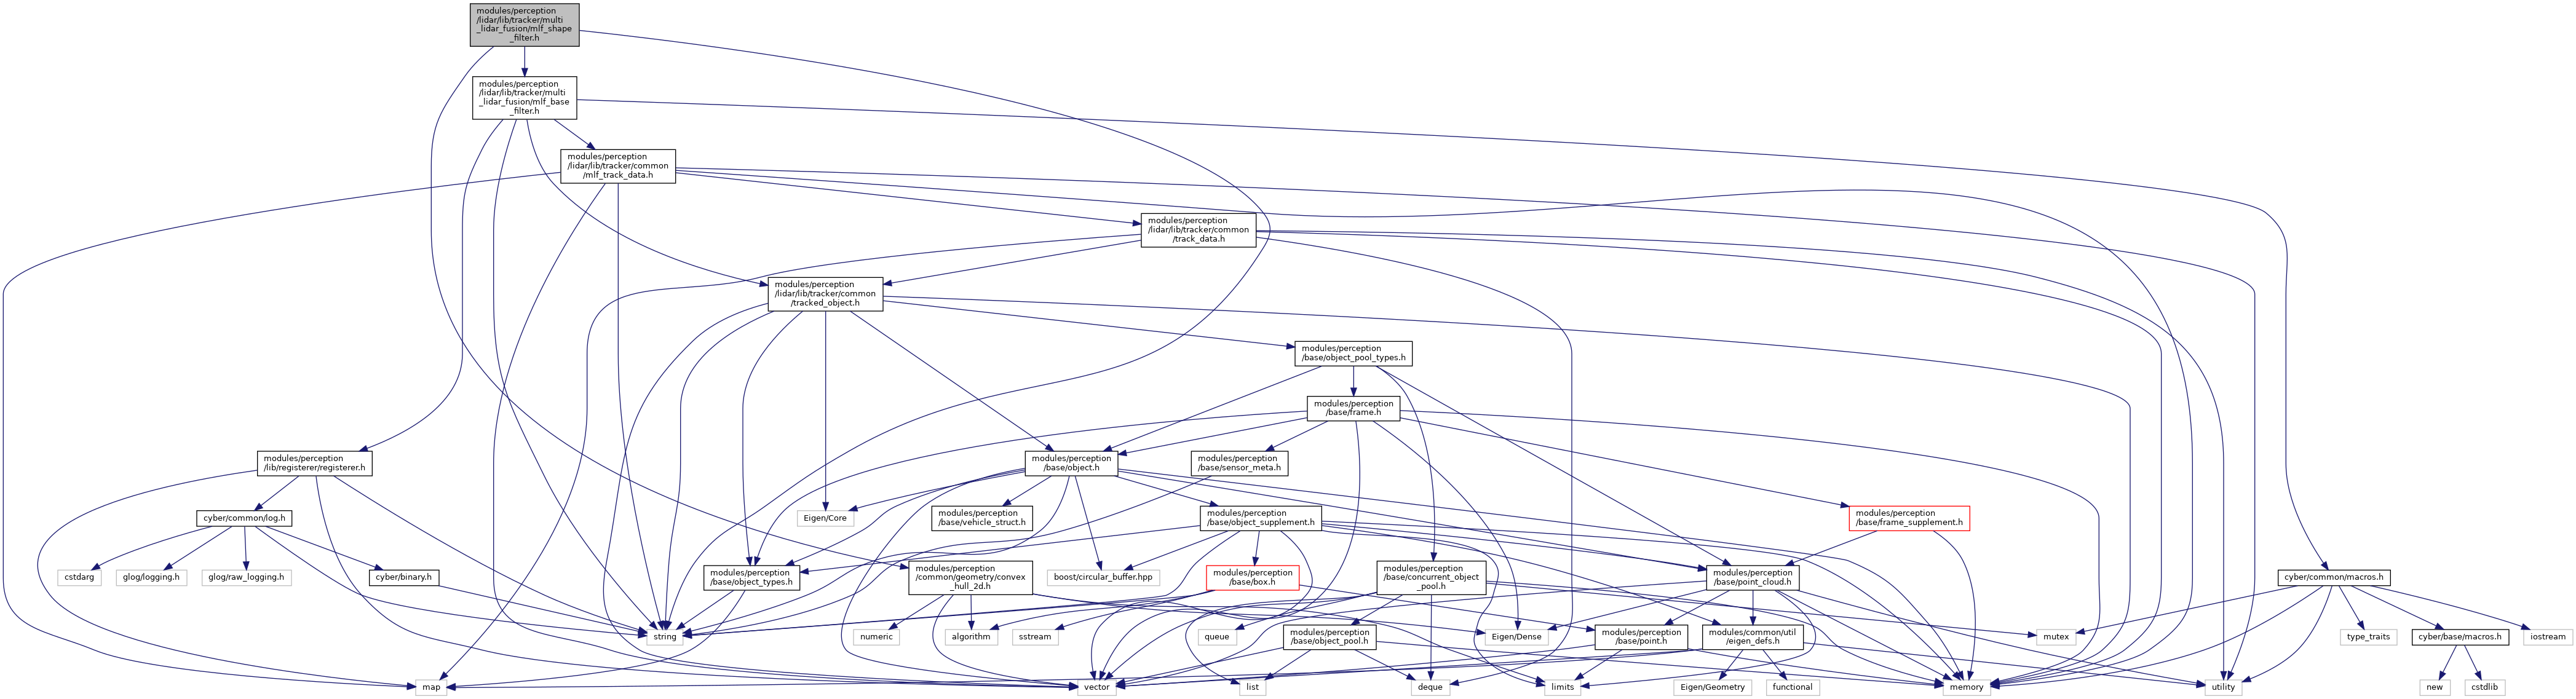 modules/perception
/lidar/lib/tracker/multi
_lidar_fusion/mlf_shape
_filter.h
modules/perception
/lidar/lib/tracker/multi
_lidar_fusion/mlf_base
_filter.h
modules/perception
/lidar/lib/tracker/common
/mlf_track_data.h
modules/perception
/lidar/lib/tracker/common
/track_data.h
modules/perception
/lidar/lib/tracker/common
/tracked_object.h
modules/perception
/base/object_pool_types.h
modules/perception
/base/frame.h
modules/perception
/lib/registerer/registerer.h
modules/perception
/base/object.h
modules/perception
/base/sensor_meta.h
cyber/common/log.h
Eigen/Core
modules/perception
/base/vehicle_struct.h
modules/perception
/base/object_supplement.h
modules/perception
/base/frame_supplement.h
cstdarg
glog/logging.h
glog/raw_logging.h
cyber/binary.h
modules/perception
/base/object_types.h
modules/perception
/common/geometry/convex
_hull_2d.h
boost/circular_buffer.hpp
modules/perception
/base/box.h
modules/perception
/base/concurrent_object
_pool.h
modules/perception
/base/point_cloud.h
cyber/common/macros.h
string
numeric
algorithm
sstream
queue
modules/perception
/base/object_pool.h
Eigen/Dense
modules/perception
/base/point.h
modules/common/util
/eigen_defs.h
mutex
type_traits
cyber/base/macros.h
iostream
map
vector
list
deque
limits
Eigen/Geometry
functional
memory
utility
new
cstdlib